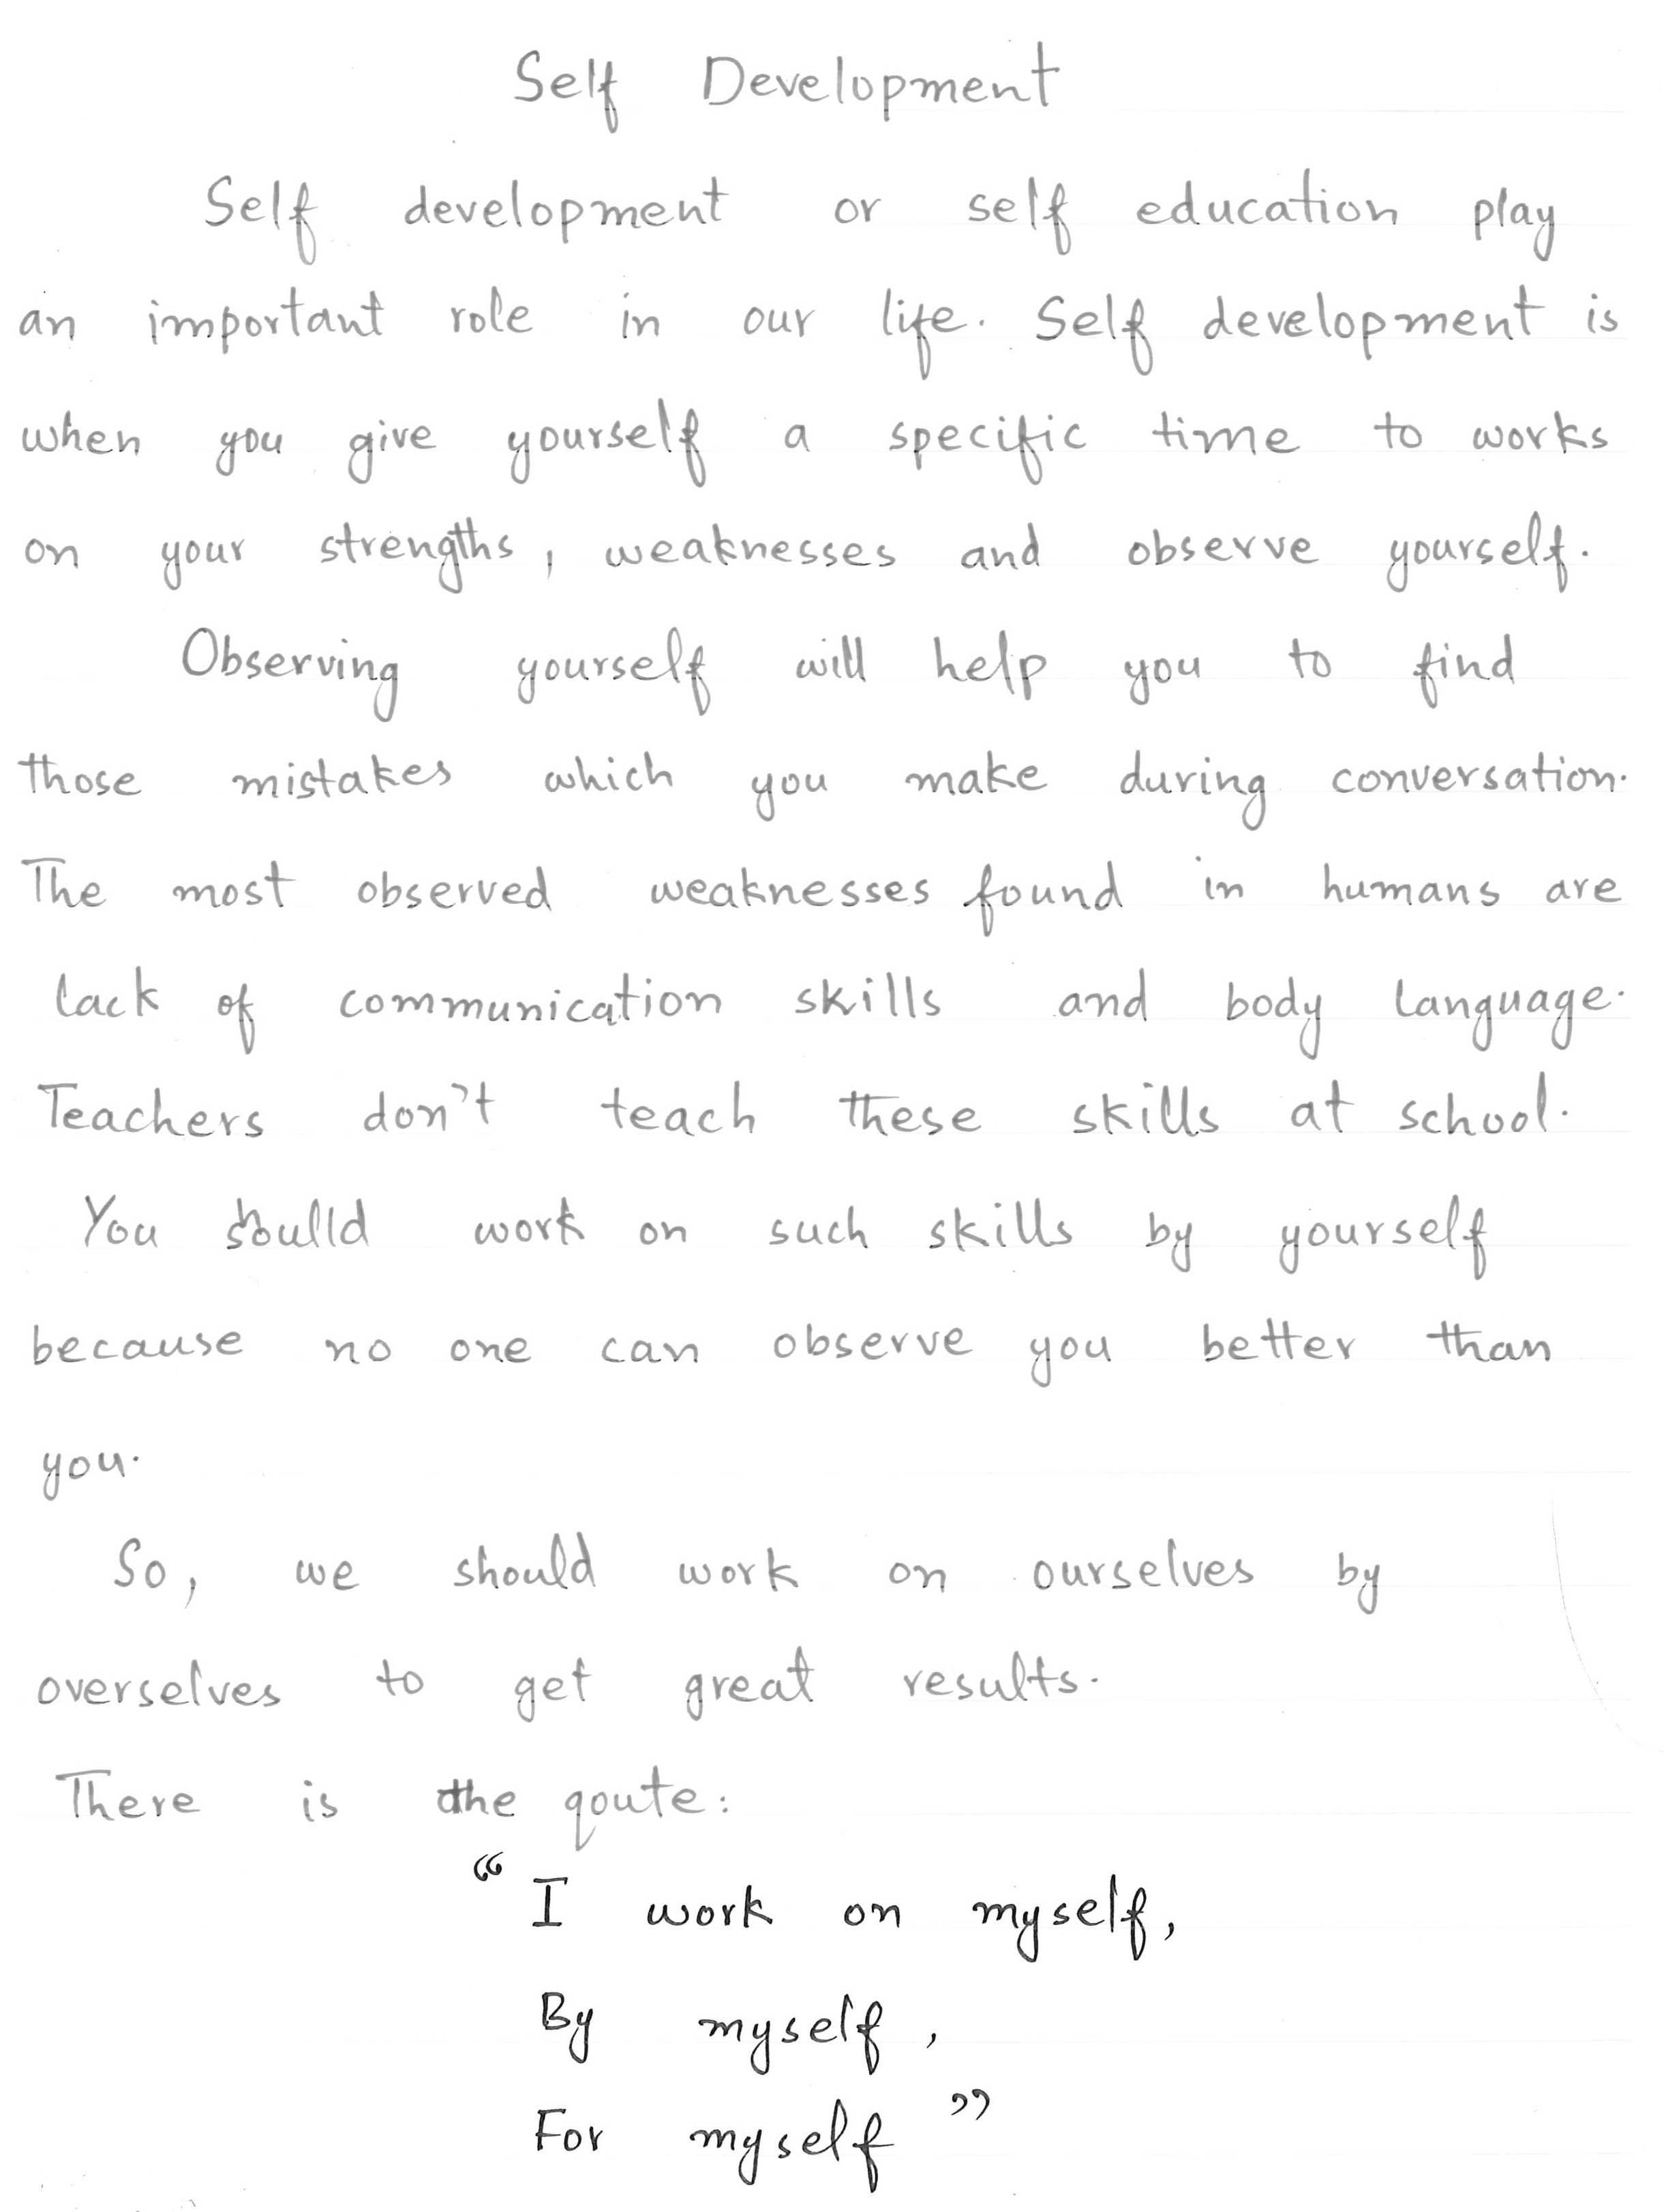 Self Development
Self development or self education play
an important role in our life. Self development is
when you give yourself a specific time to works
on your strengths, weaknesses and observe yourself.
Observing yourself will help you to find
those mistakes which you make during conversation.
The most observed weaknesses found in humans are
lack of communication skills and body language.
Teachers don't teach these skills at school.
You shoulld work on such skills by yourself
because no one can observe you better than
you.
So, we should work on ourselves by
overselves to get great results.
There is the qoute:
“I work on myself,
By myself,
For myself”